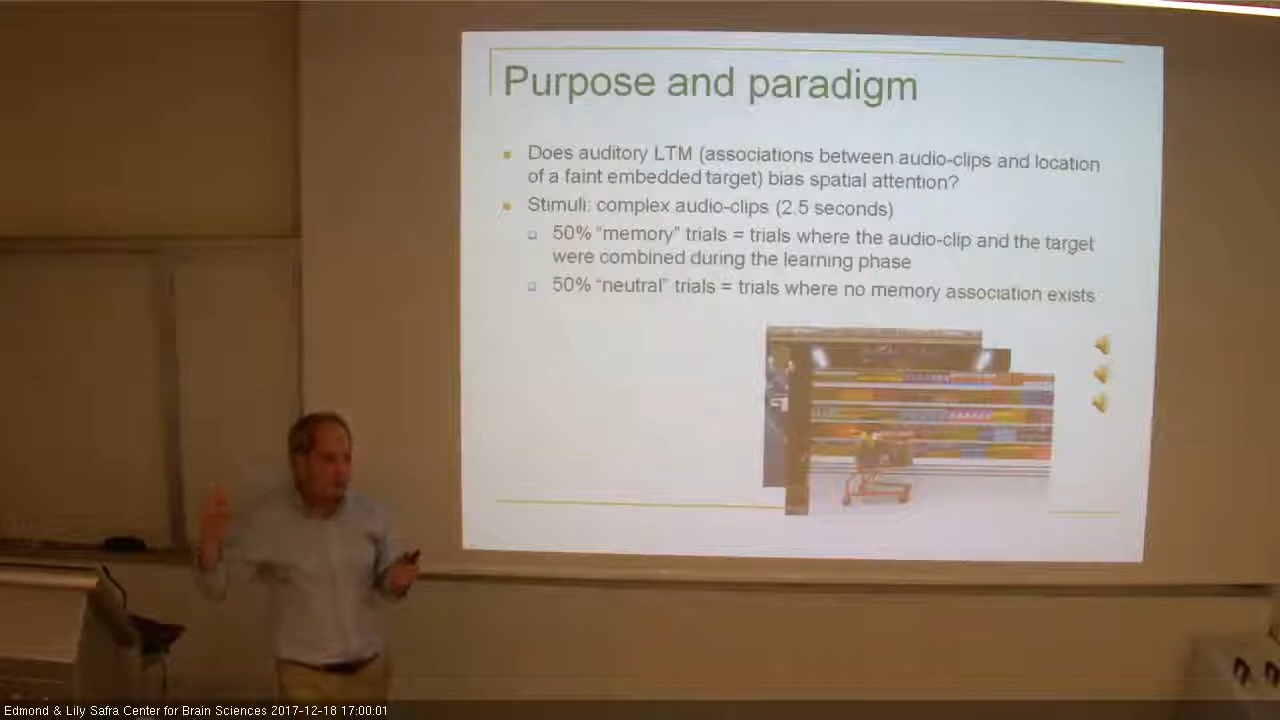 Purpose and paradigm
Does auditory LTM (associations between audio-clips and location
of a faint embedded target) bias spatial attention?
Stimuli: complex audio-clips (2.5 seconds)
50% “memory” trials = trials where the audio-clip and the target
were combined during the learning phase
50% “neutral” trials = trials where no memory association exists
Edmond & Lily Safra Center for Brain Sciences 2017-12-18 17:00:01